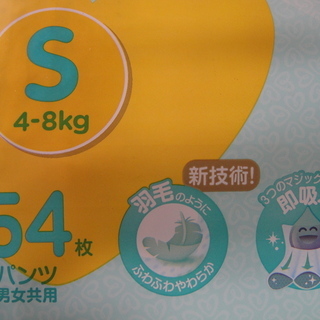 S
4-8kg
54枚
パンツ
男女共用
新技術!
羽毛のように
ふわふわやわらか
3つのマジック
即吸